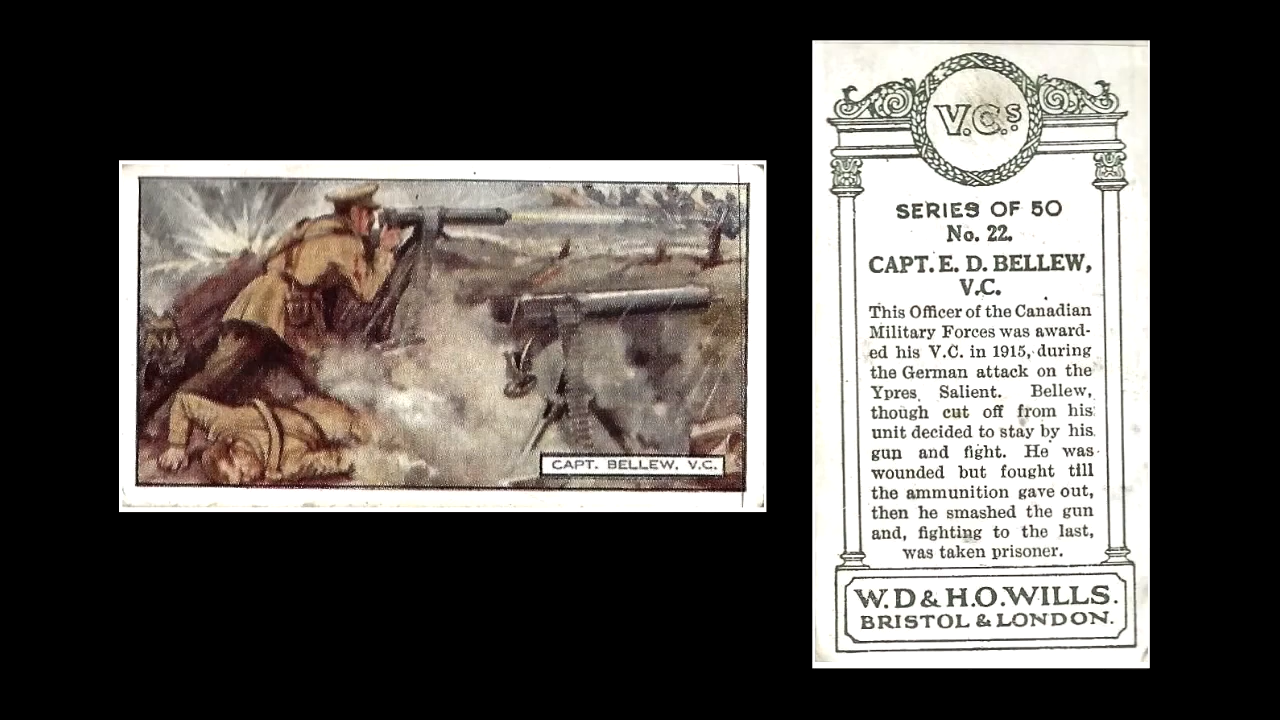 CAPT. BELLEW, V.C.
V.C.s
SERIES OF 50
No. 22.
CAPT. E. D. BELLEW,
V.C.
This Officer of the Canadian
Military Forces was award-
ed his V.C. in 1915, during
the German attack on the
Ypres Salient. Bellew,
though cut off from his
unit decided to stay by his
gun and fight. He was
wounded but fought till
the ammunition gave out,
then he smashed the gun
and, fighting to the last,
was taken prisoner.
W.D & H.O. WILLS.
BRISTOL & LONDON.